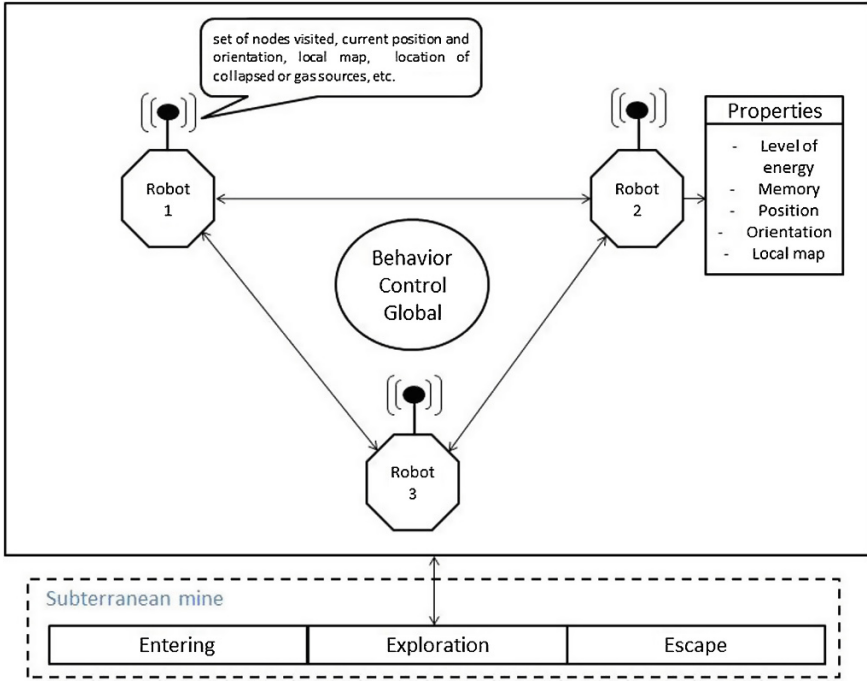 set of nodes visited, current position and
orientation, local map, location of
collapsed or gas sources, etc.
Robot
1
Robot
2
Properties
- Level of
energy
- Memory
- Position
- Orientation
- Local map
Behavior
Control
Global
Robot
3
Subterranean mine
Entering
Exploration
Escape